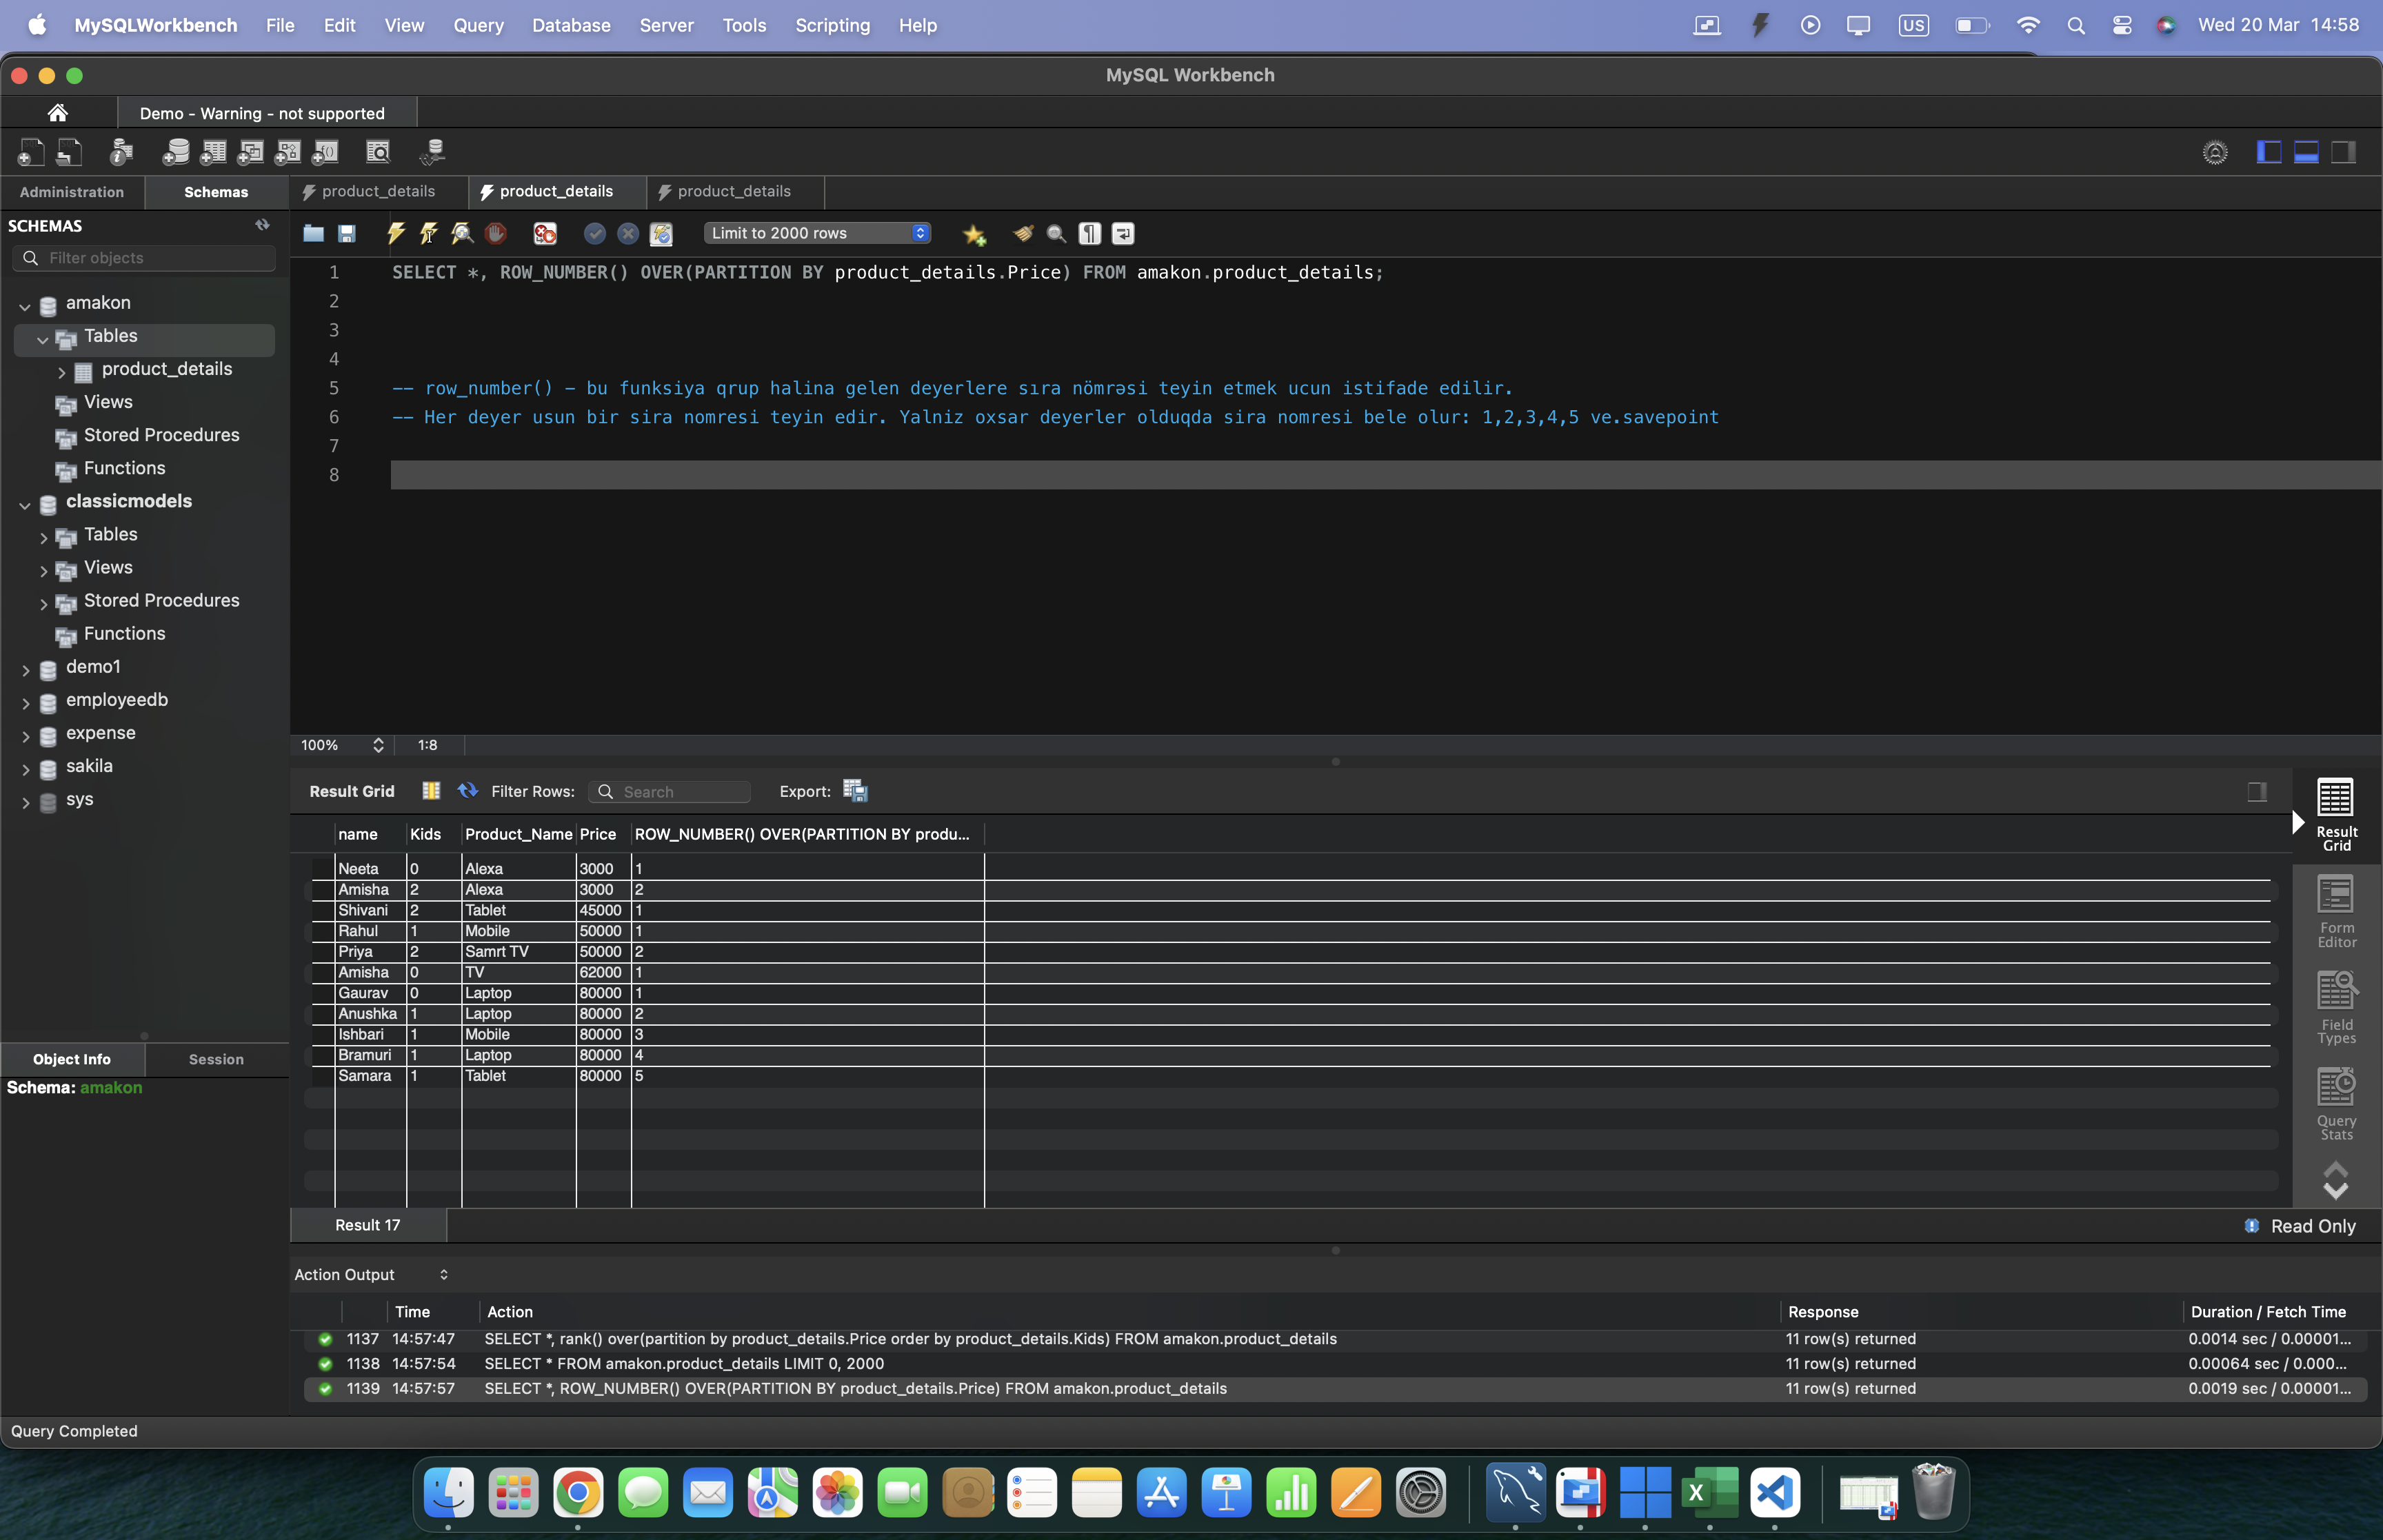 MySQLWorkbench File Edit View Query Database Server Tools Scripting Help US Wed 20 Mar 14:58
MySQL Workbench
Demo - Warning - not supported
Administration Schemas product_details product_details product_details
SCHEMAS
Filter objects
Limit to 2000 rows
amakon
Tables
product_details
Views
Stored Procedures
Functions
classicmodels
Tables
Views
Stored Procedures
Functions
demo1
employeedb
expense
sakila
sys
Object Info Session
Schema: amakon
1 SELECT *, ROW_NUMBER() OVER(PARTITION BY product_details.Price) FROM amakon.product_details;
2
3
4
5 -- row_number() - bu funksiya qrup halina gelen deyerlere sıra nömrəsi teyin etmek ucun istifade edilir.
6 -- Her deyer usun bir sira nomresi teyin edir. Yalniz oxsar deyerler olduqda sira nomresi bele olur: 1,2,3,4,5 ve.savepoint
7
8
100% 1:8
Result Grid Filter Rows: Search Export:
name Kids Product_Name Price ROW_NUMBER() OVER(PARTITION BY produ...
Neeta 0 Alexa 3000 1
Amisha 2 Alexa 3000 2
Shivani 2 Tablet 45000 1
Rahul 1 Mobile 50000 1
Priya 2 Samrt TV 50000 2
Amisha 0 TV 62000 1
Gaurav 0 Laptop 80000 1
Anushka 1 Laptop 80000 2
Ishbari 1 Mobile 80000 3
Bramuri 1 Laptop 80000 4
Samara 1 Tablet 80000 5
Result
Grid
Form
Editor
Field
Types
Query
Stats
Result 17 Read Only
Action Output
Time Action Response Duration / Fetch Time
1137 14:57:47 SELECT *, rank() over(partition by product_details.Price order by product_details.Kids) FROM amakon.product_details 11 row(s) returned 0.0014 sec / 0.00001...
1138 14:57:54 SELECT * FROM amakon.product_details LIMIT 0, 2000 11 row(s) returned 0.00064 sec / 0.000...
1139 14:57:57 SELECT *, ROW_NUMBER() OVER(PARTITION BY product_details.Price) FROM amakon.product_details 11 row(s) returned 0.0019 sec / 0.00001...
Query Completed